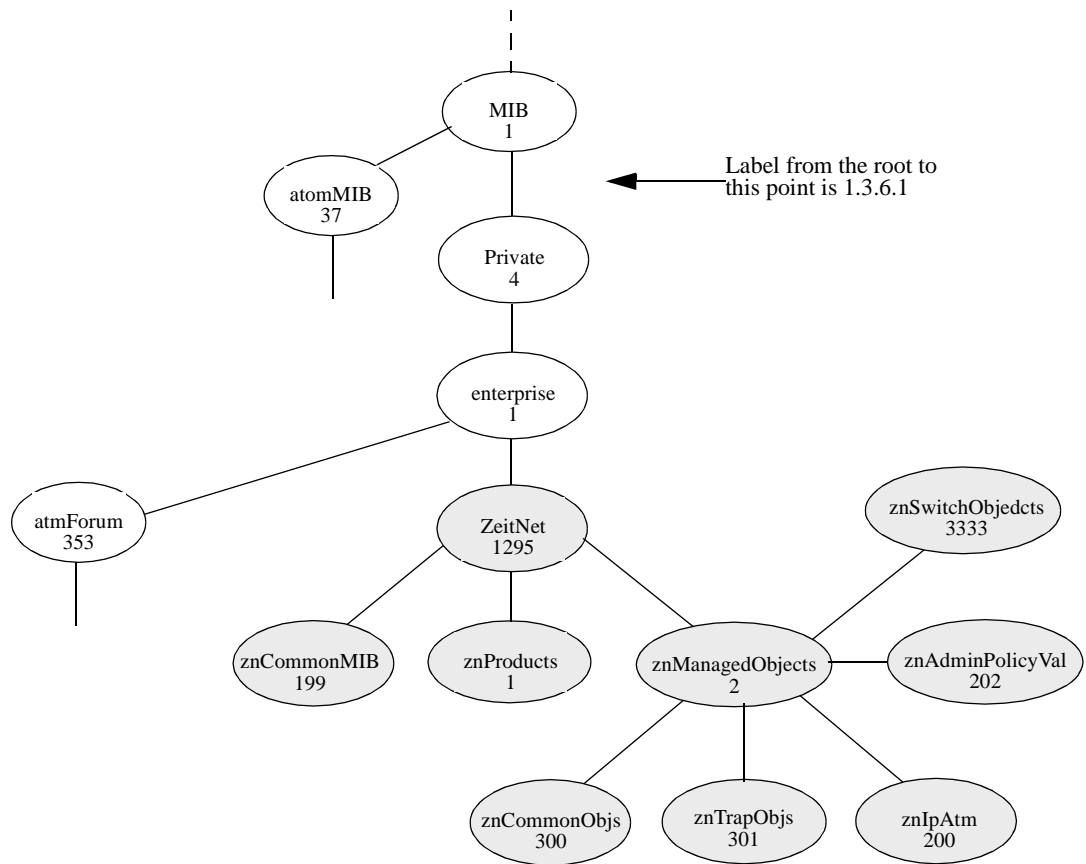 MIB
1
Label from the root to
this point is 1.3.6.1
atomMIB
37
Private
4
enterprise
1
atmForum
353
ZeitNet
1295
znSwitchObjedcts
3333
znCommonMIB
199
znProducts
1
znManagedObjects
2
znAdminPolicyVal
202
znCommonObjs
300
znTrapObjs
301
znIpAtm
200